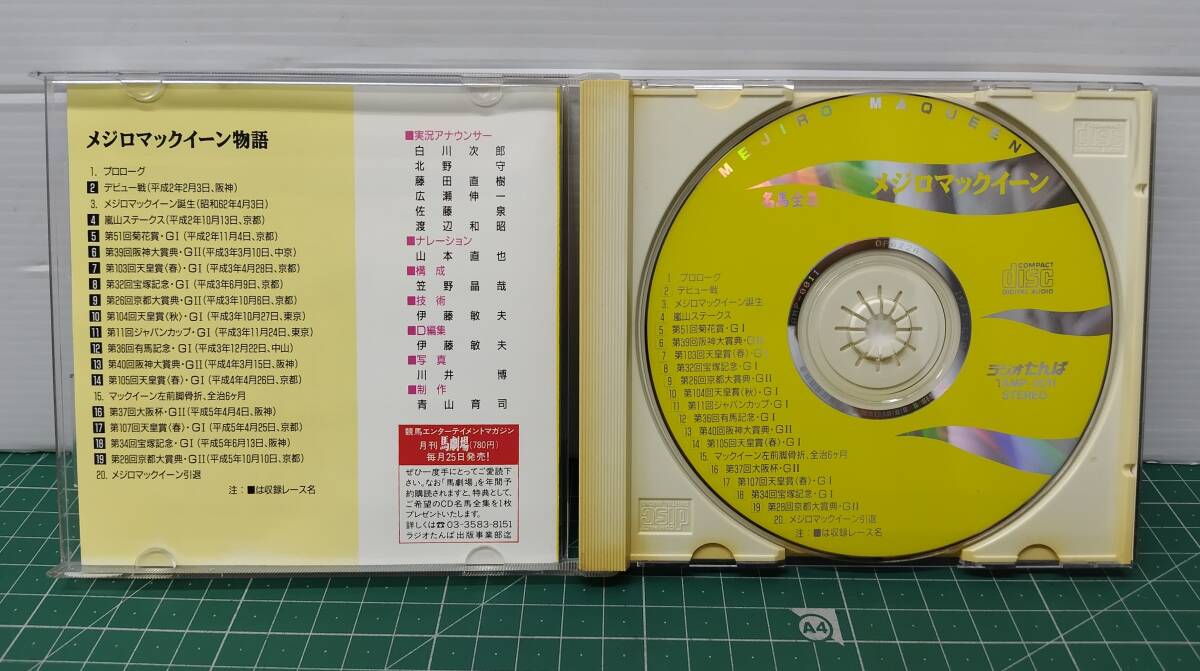 メジロマックイーン物語
1. プロローグ
2 デビュー戦(平成2年2月3日、阪神)
3. メジロマックイーン誕生(昭和62年4月3日)
4 嵐山ステークス(平成2年10月13日、京都)
5 第51回菊花賞・GⅠ(平成2年11月4日、京都)
6 第39回阪神大賞典・GⅡ(平成3年3月10日、中京)
7 第103回天皇賞(春)・GⅠ(平成3年4月28日、京都)
8 第32回宝塚記念・GⅠ(平成3年6月9日、京都)
9 第26回京都大賞典・GⅡ(平成3年10月6日、京都)
10 第104回天皇賞(秋)・GⅠ(平成3年10月27日、東京)
11 第11回ジャパンカップ・GⅠ(平成3年11月24日、東京)
12 第36回有馬記念・GⅠ(平成3年12月22日、中山)
13 第40回阪神大賞典・GⅡ(平成4年3月15日、阪神)
14 第105回天皇賞(春)・GⅠ(平成4年4月26日、京都)
15. マックイーン左前脚骨折、全治6ヶ月
16 第37回大阪杯・GⅡ(平成5年4月4日、阪神)
17 第107回天皇賞(春)・GⅠ(平成5年4月25日、京都)
18 第34回宝塚記念・GⅠ(平成5年6月13日、阪神)
19 第28回京都大賞典・GⅡ(平成5年10月10日、京都)
20. メジロマックイーン引退
注:■は収録レース名
■実況アナウンサー
白川次郎
北野守
藤田直樹
広瀬伸一
佐藤泉
渡辺和昭
■ナレーション
山本直也
■構成
笠野晶哉
■技術
伊藤敏夫
■D編集
伊藤敏夫
■写真
川井博
■制作
青山育司
競馬エンターテイメントマガジン
月刊 馬劇場(780円)
毎月25日発売!
ぜひ一度手にとってご愛読下
さい。なお「馬劇場」を年間予
約購読されますと、特典として、
ご希望のCD名馬全集を1枚
プレゼントいたします。
詳しくは☎03-3583-8151
ラジオたんぱ出版事業部迄
MEJIRO MAQUEEN
メジロマックイーン
名馬全集
COMPACT
disc
DIGITAL AUDIO
ラジオたんぱ
TAMP-0011
STEREO
1 プロローグ
2. デビュー戦
3. メジロマックイーン誕生
4 嵐山ステークス
5 第51回菊花賞・GⅠ
6 第39回阪神大賞典・GⅡ
7 第103回天皇賞(春)・GⅠ
8 第32回宝塚記念・GⅠ
9 第26回京都大賞典・GⅡ
10 第104回天皇賞(秋)・GⅠ
11 第11回ジャパンカップ・GⅠ
12 第36回有馬記念・GⅠ
13 第40回阪神大賞典・GⅡ
14 第105回天皇賞(春)・GⅠ
15. マックイーン左前脚骨折、全治6ヶ月
16 第37回大阪杯・GⅡ
17 第107回天皇賞(春)・GⅠ
18 第34回宝塚記念・GⅠ
19 第28回京都大賞典・GⅡ
20. メジロマックイーン引退
注:■は収録レース名
disc
disc
A4